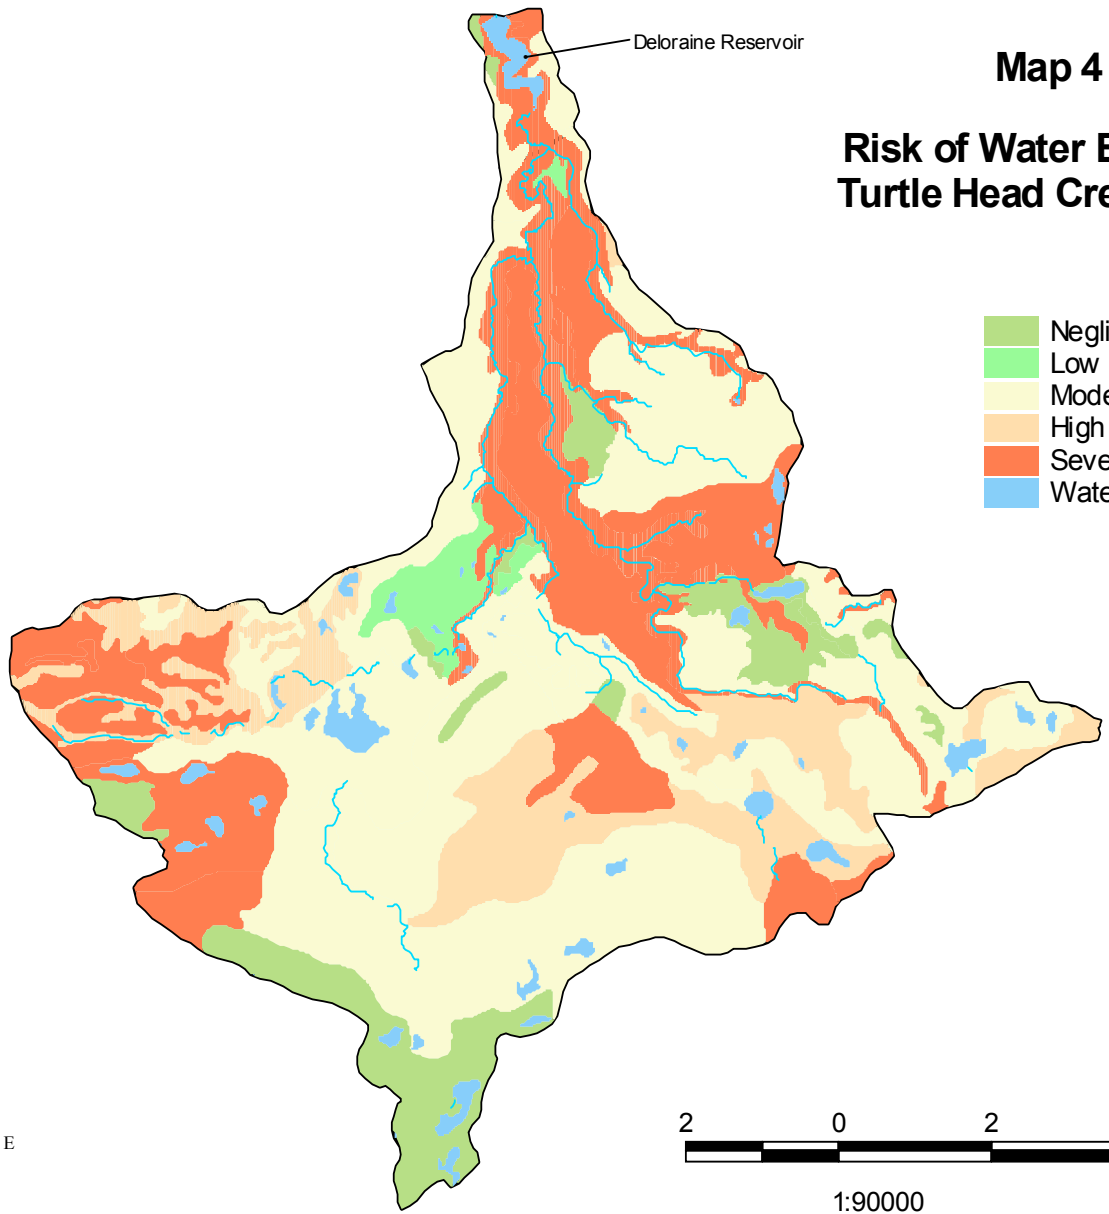 Deloraine Reservoir
Map 4
Risk of Water E
Turtle Head Cre
Negli
Low
Mode
High
Seve
Wate
E
2 0 2
1:90000